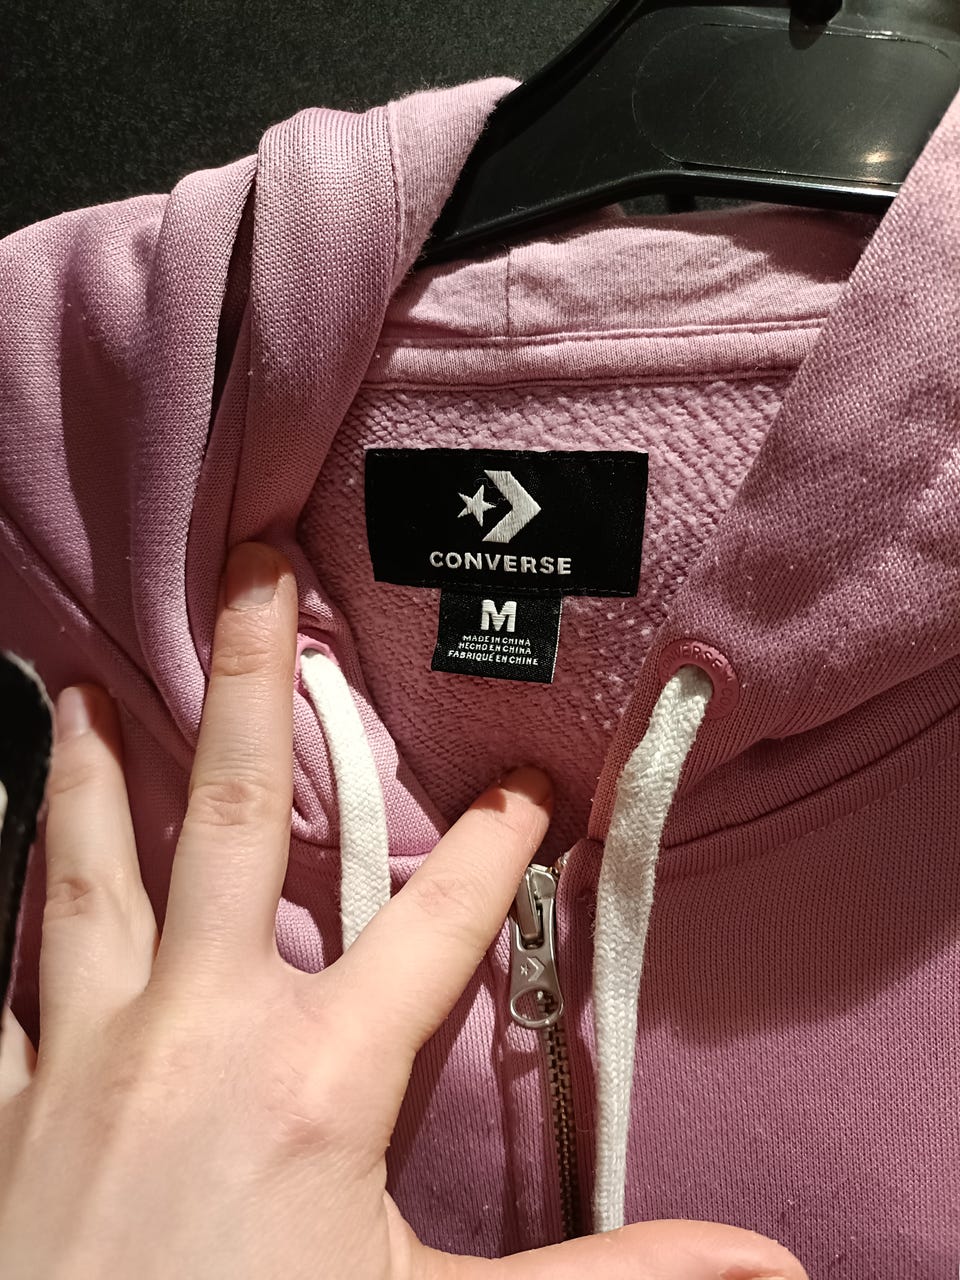 CONVERSE
M
MADE IN CHINA
HECHO EN CHINA
FABRIQUÉ EN CHINE